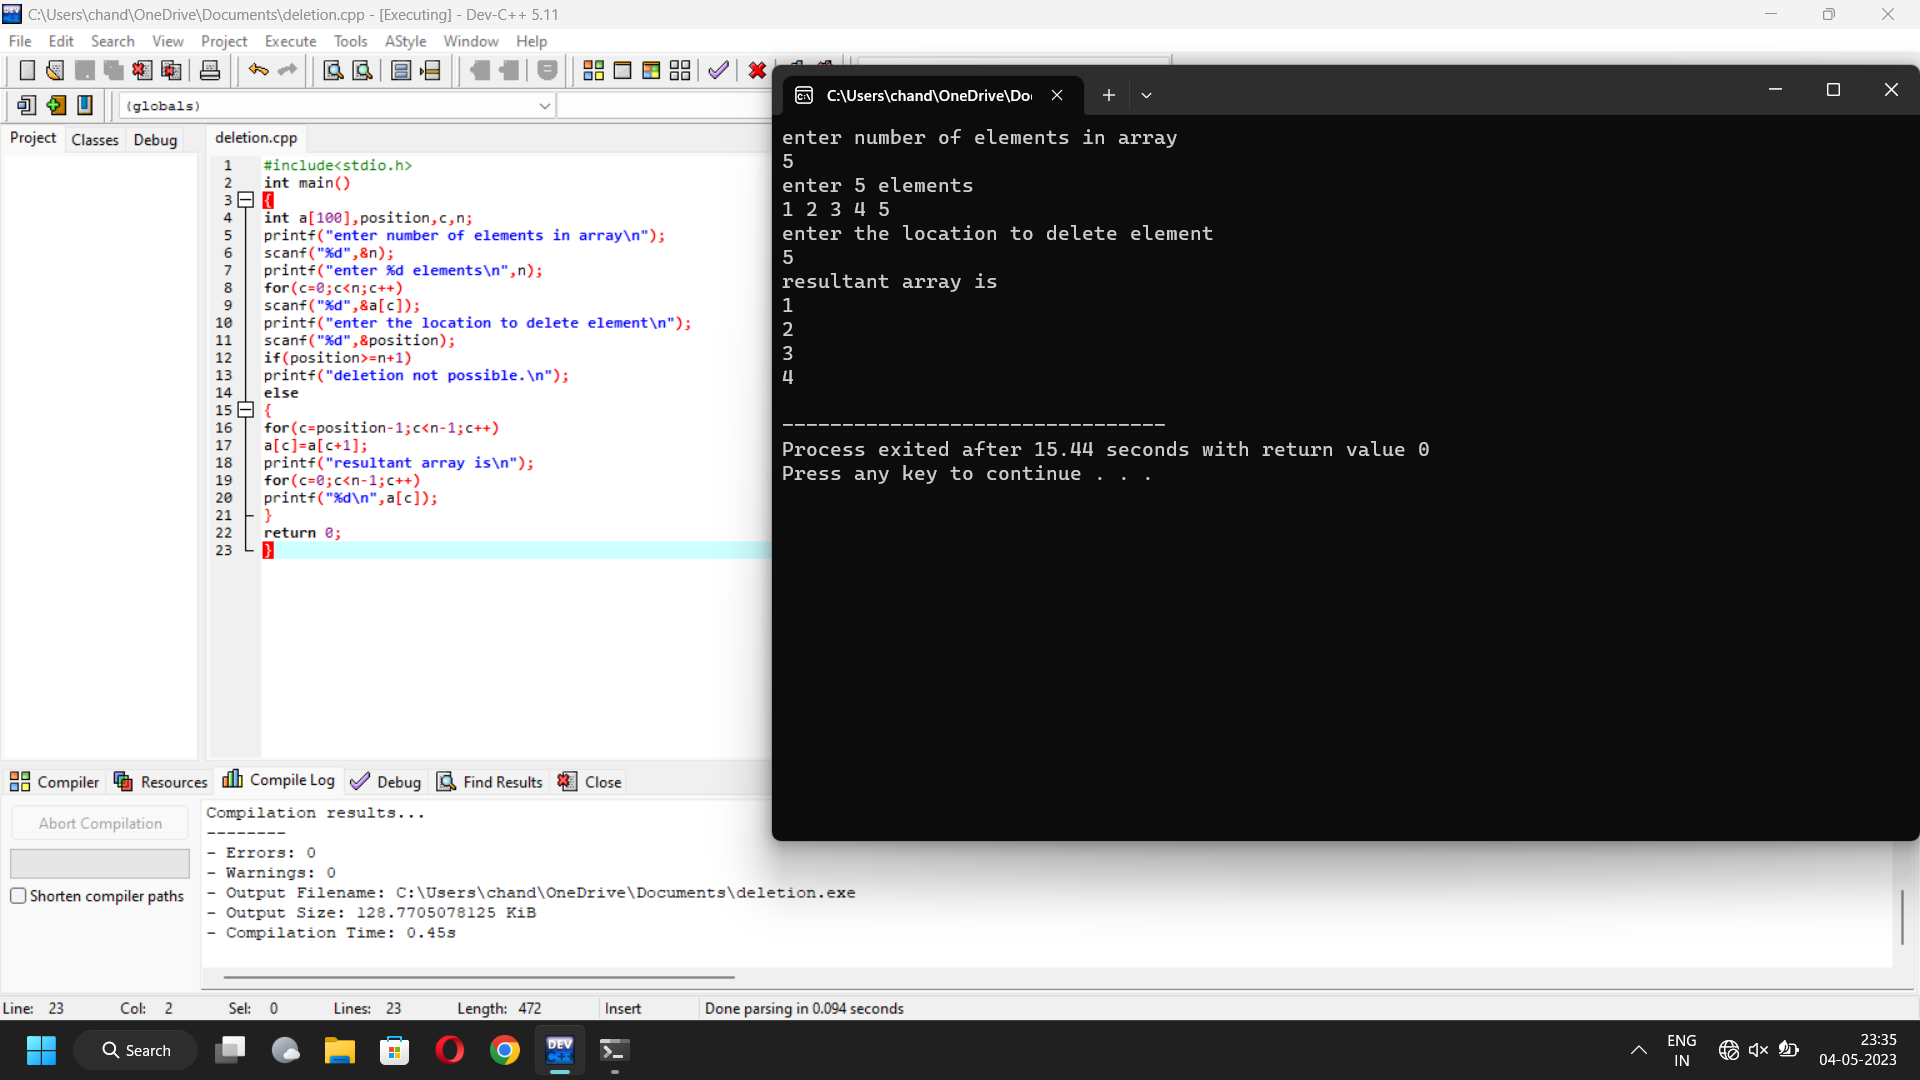 C:\Users\chand\OneDrive\Documents\deletion.cpp - [Executing] - Dev-C++ 5.11
File Edit Search View Project Execute Tools AStyle Window Help
(globals)
Project Classes Debug
deletion.cpp
1 #include<stdio.h>
2 int main()
3 {
4 int a[100],position,c,n;
5 printf("enter number of elements in array\n");
6 scanf("%d",&n);
7 printf("enter %d elements\n",n);
8 for(c=0;c<n;c++)
9 scanf("%d",&a[c]);
10 printf("enter the location to delete element\n");
11 scanf("%d",&position);
12 if(position>=n+1)
13 printf("deletion not possible.\n");
14 else
15 {
16 for(c=position-1;c<n-1;c++)
17 a[c]=a[c+1];
18 printf("resultant array is\n");
19 for(c=0;c<n-1;c++)
20 printf("%d\n",a[c]);
21 }
22 return 0;
23 }
C:\Users\chand\OneDrive\Do
enter number of elements in array
5
enter 5 elements
1 2 3 4 5
enter the location to delete element
5
resultant array is
1
2
3
4
--------------------------------
Process exited after 15.44 seconds with return value 0
Press any key to continue . . .
Compiler Resources Compile Log Debug Find Results Close
Abort Compilation
Shorten compiler paths
Compilation results...
--------
- Errors: 0
- Warnings: 0
- Output Filename: C:\Users\chand\OneDrive\Documents\deletion.exe
- Output Size: 128.7705078125 KiB
- Compilation Time: 0.45s
Line: 23 Col: 2 Sel: 0 Lines: 23 Length: 472 Insert Done parsing in 0.094 seconds
Search
DEV C++
ENG
IN
23:35
04-05-2023